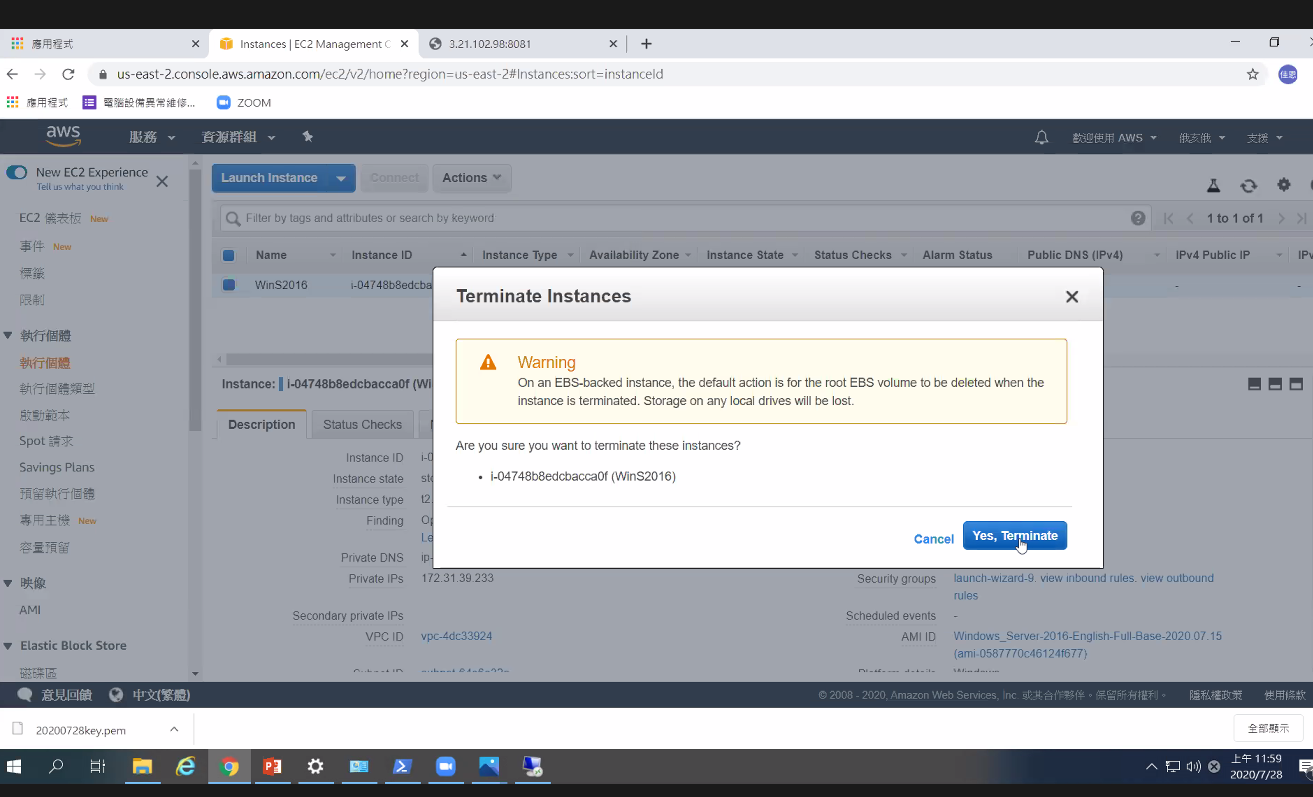 應用程式
Instances | EC2 Management C
3.21.102.98:8081
us-east-2.console.aws.amazon.com/ec2/v2/home?region=us-east-2#Instances:sort=instanceId
佳恩
應用程式
電腦設備異常維修...
ZOOM
aws
服務
資源群組
歡迎使用 AWS
俄亥俄
支援
New EC2 Experience
Tell us what you think
Launch Instance
Connect
Actions
EC2 儀表板 New
事件 New
標籤
限制
執行個體
執行個體
執行個體類型
啟動範本
Spot 請求
Savings Plans
預留執行個體
專用主機 New
容量預留
映像
AMI
Elastic Block Store
磁碟區
Filter by tags and attributes or search by keyword
1 to 1 of 1
Name Instance ID Instance Type Availability Zone Instance State Status Checks Alarm Status Public DNS (IPv4) IPv4 Public IP IPv
WinS2016 i-04748b8edcba - -
Terminate Instances
Warning
On an EBS-backed instance, the default action is for the root EBS volume to be deleted when the
instance is terminated. Storage on any local drives will be lost.
Are you sure you want to terminate these instances?
• i-04748b8edcbacca0f (WinS2016)
Cancel
Yes, Terminate
Instance: i-04748b8edcbacca0f (Wi
Description
Status Checks
Instance ID i-0
Instance state sto
Instance type t2
Finding Op
Le
Private DNS ip-
Private IPs 172.31.39.233
Secondary private IPs
VPC ID vpc-4dc33924
Security groups launch-wizard-9. view inbound rules. view outbound
rules
Scheduled events -
AMI ID Windows_Server-2016-English-Full-Base-2020.07.15
(ami-0587770c46124f677)
Platform details Windows
意見回饋
中文(繁體)
© 2008 - 2020, Amazon Web Services, Inc. 或其合作夥伴。保留所有權利。
隱私權政策
使用條款
20200728key.pem
全部顯示
上午 11:59
2020/7/28